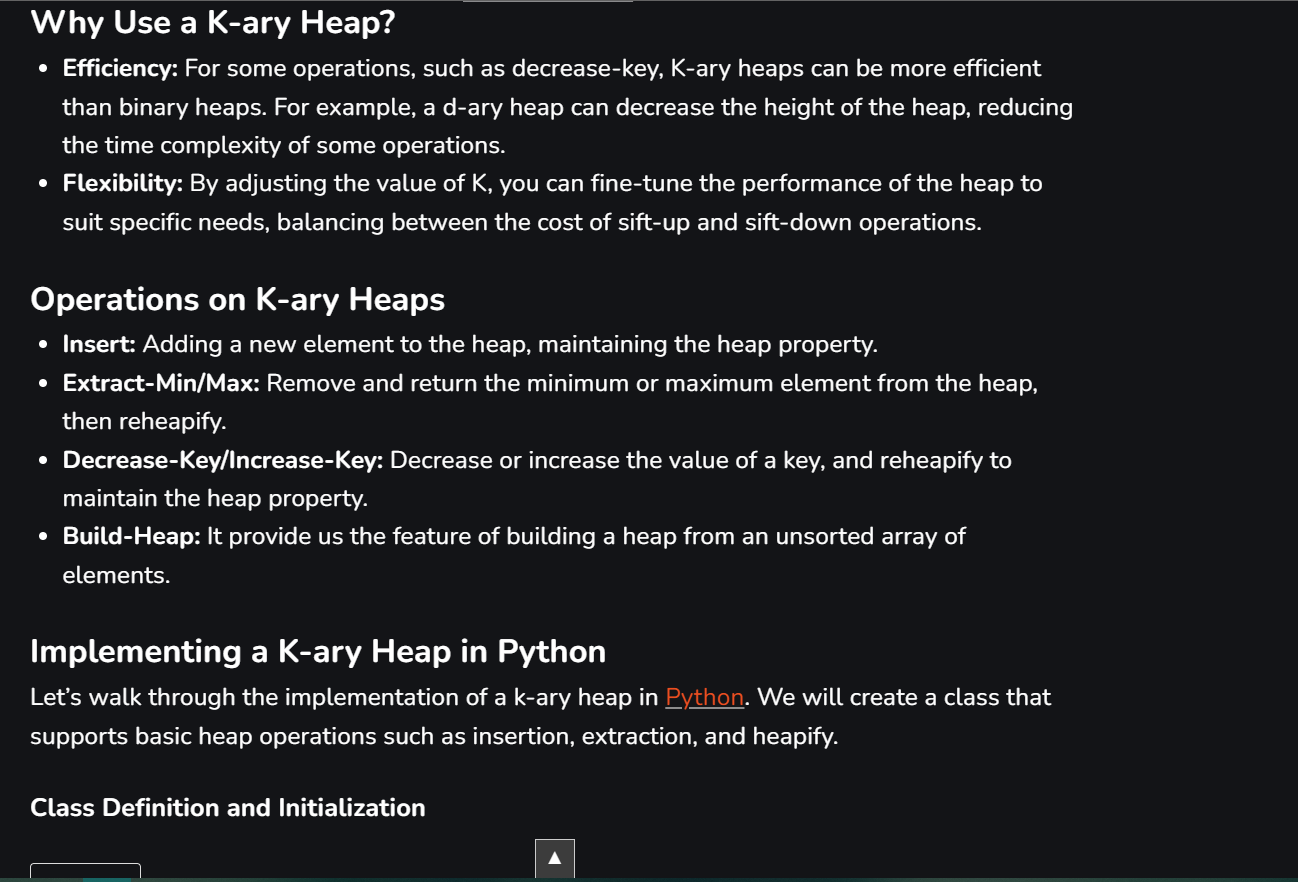 Why Use a K-ary Heap?
Efficiency: For some operations, such as decrease-key, K-ary heaps can be more efficient
than binary heaps. For example, a d-ary heap can decrease the height of the heap, reducing
the time complexity of some operations.
Flexibility: By adjusting the value of K, you can fine-tune the performance of the heap to
suit specific needs, balancing between the cost of sift-up and sift-down operations.
Operations on K-ary Heaps
Insert: Adding a new element to the heap, maintaining the heap property.
Extract-Min/Max: Remove and return the minimum or maximum element from the heap,
then reheapify.
Decrease-Key/Increase-Key: Decrease or increase the value of a key, and reheapify to
maintain the heap property.
Build-Heap: It provide us the feature of building a heap from an unsorted array of
elements.
Implementing a K-ary Heap in Python
Let’s walk through the implementation of a k-ary heap in Python. We will create a class that
supports basic heap operations such as insertion, extraction, and heapify.
Class Definition and Initialization